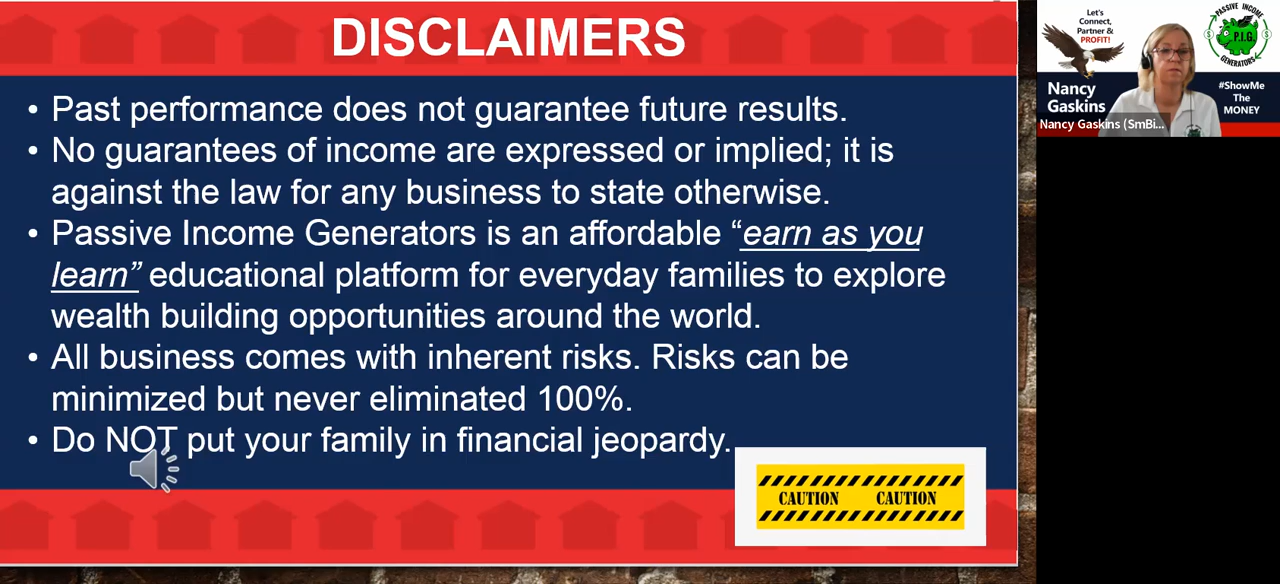 DISCLAIMERS
• Past performance does not guarantee future results.
• No guarantees of income are expressed or implied; it is
against the law for any business to state otherwise.
• Passive Income Generators is an affordable “earn as you
learn” educational platform for everyday families to explore
wealth building opportunities around the world.
• All business comes with inherent risks. Risks can be
minimized but never eliminated 100%.
• Do NOT put your family in financial jeopardy.
CAUTION CAUTION
Let's
Connect,
Partner &
PROFIT!
Nancy
Gaskins
Nancy Gaskins (SmBi...
PASSIVE INCOME
$ P.I.G. $
GENERATORS
#ShowMe
The
MONEY